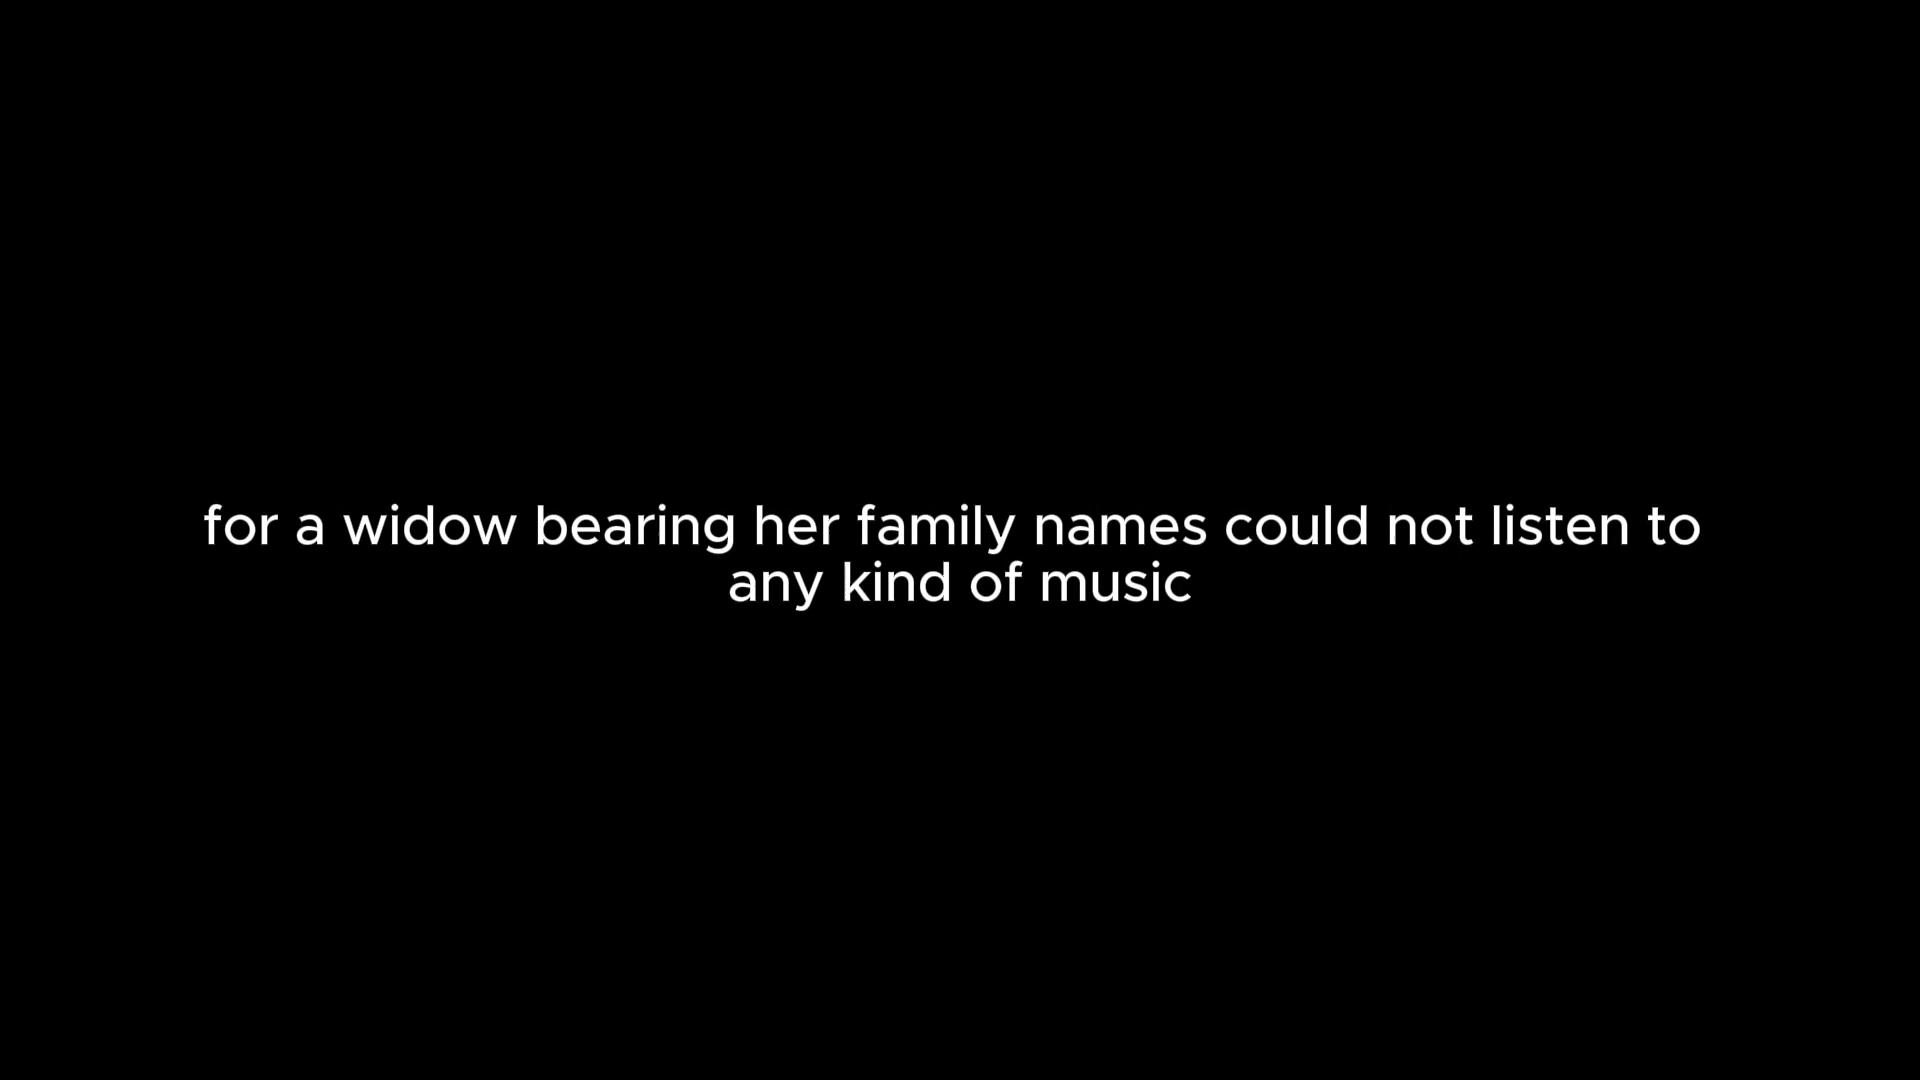 for a widow bearing her family names could not listen to
any kind of music